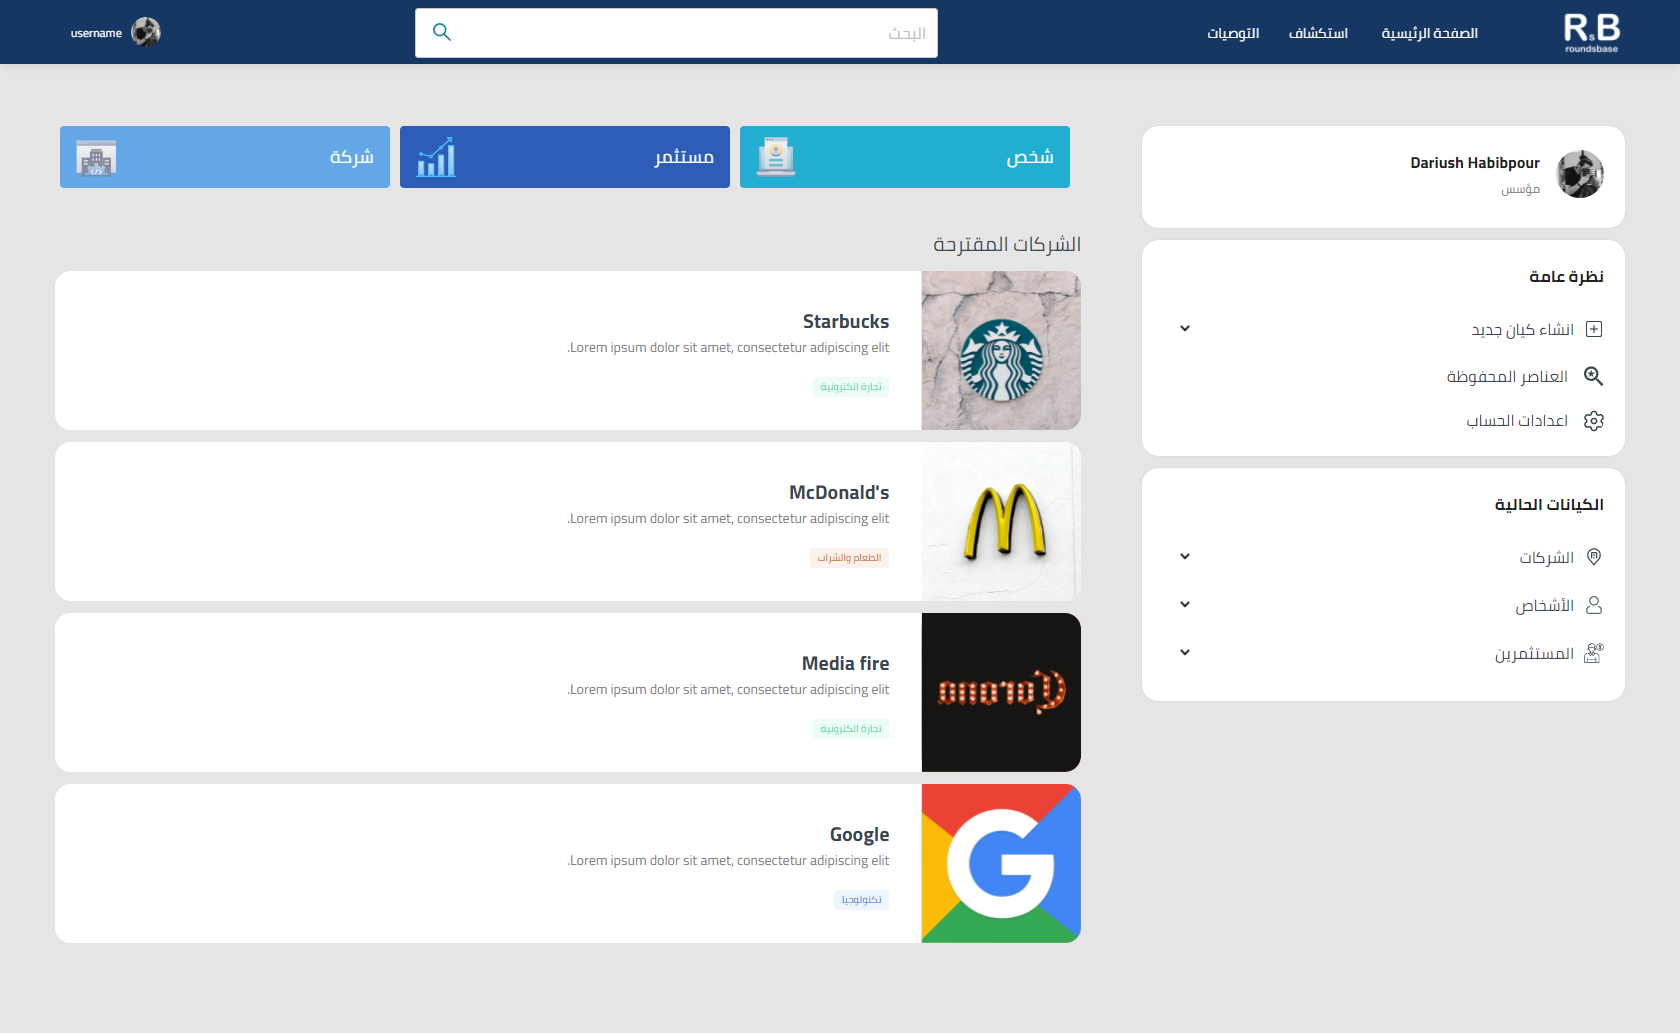 RsB
roundsbase
الصفحة الرئيسية
استكشاف
التوصيات
البحث
username
Dariush Habibpour
مؤسس
نظرة عامة
انشاء كيان جديد
العناصر المحفوظة
اعدادات الحساب
الكيانات الحالية
الشركات
الأشخاص
المستثمرين
شخص
مستثمر
شركة
الشركات المقترحة
Starbucks
.Lorem ipsum dolor sit amet, consectetur adipiscing elit
تجارة الكترونية
McDonald's
.Lorem ipsum dolor sit amet, consectetur adipiscing elit
الطعام والشراب
Media fire
.Lorem ipsum dolor sit amet, consectetur adipiscing elit
تجارة الكترونية
Google
.Lorem ipsum dolor sit amet, consectetur adipiscing elit
تكنولوجيا